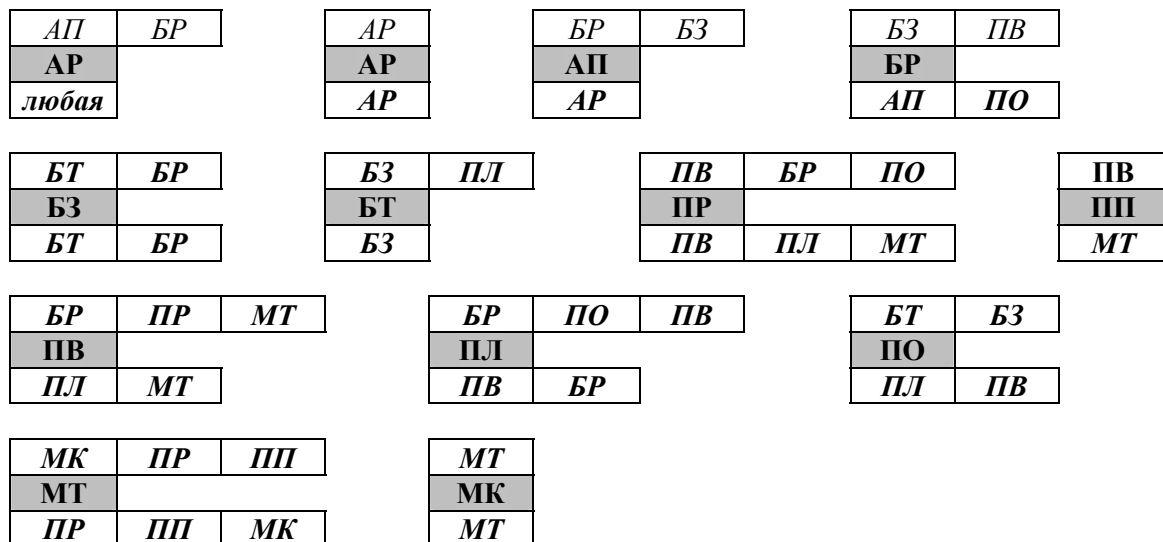 АП БР АР БР БЗ БЗ ПВ
АР АР АП БР
любая АР АР АП ПО
БТ БР БЗ ПЛ ПВ БР ПО ПВ
БЗ БТ ПР ПП
БТ БР БЗ ПВ ПЛ МТ МТ
БР ПР МТ БР ПО ПВ БТ БЗ
ПВ ПЛ ПО
ПЛ МТ ПВ БР ПЛ ПВ
МК ПР ПП МТ
МТ МК
ПР ПП МК МТ